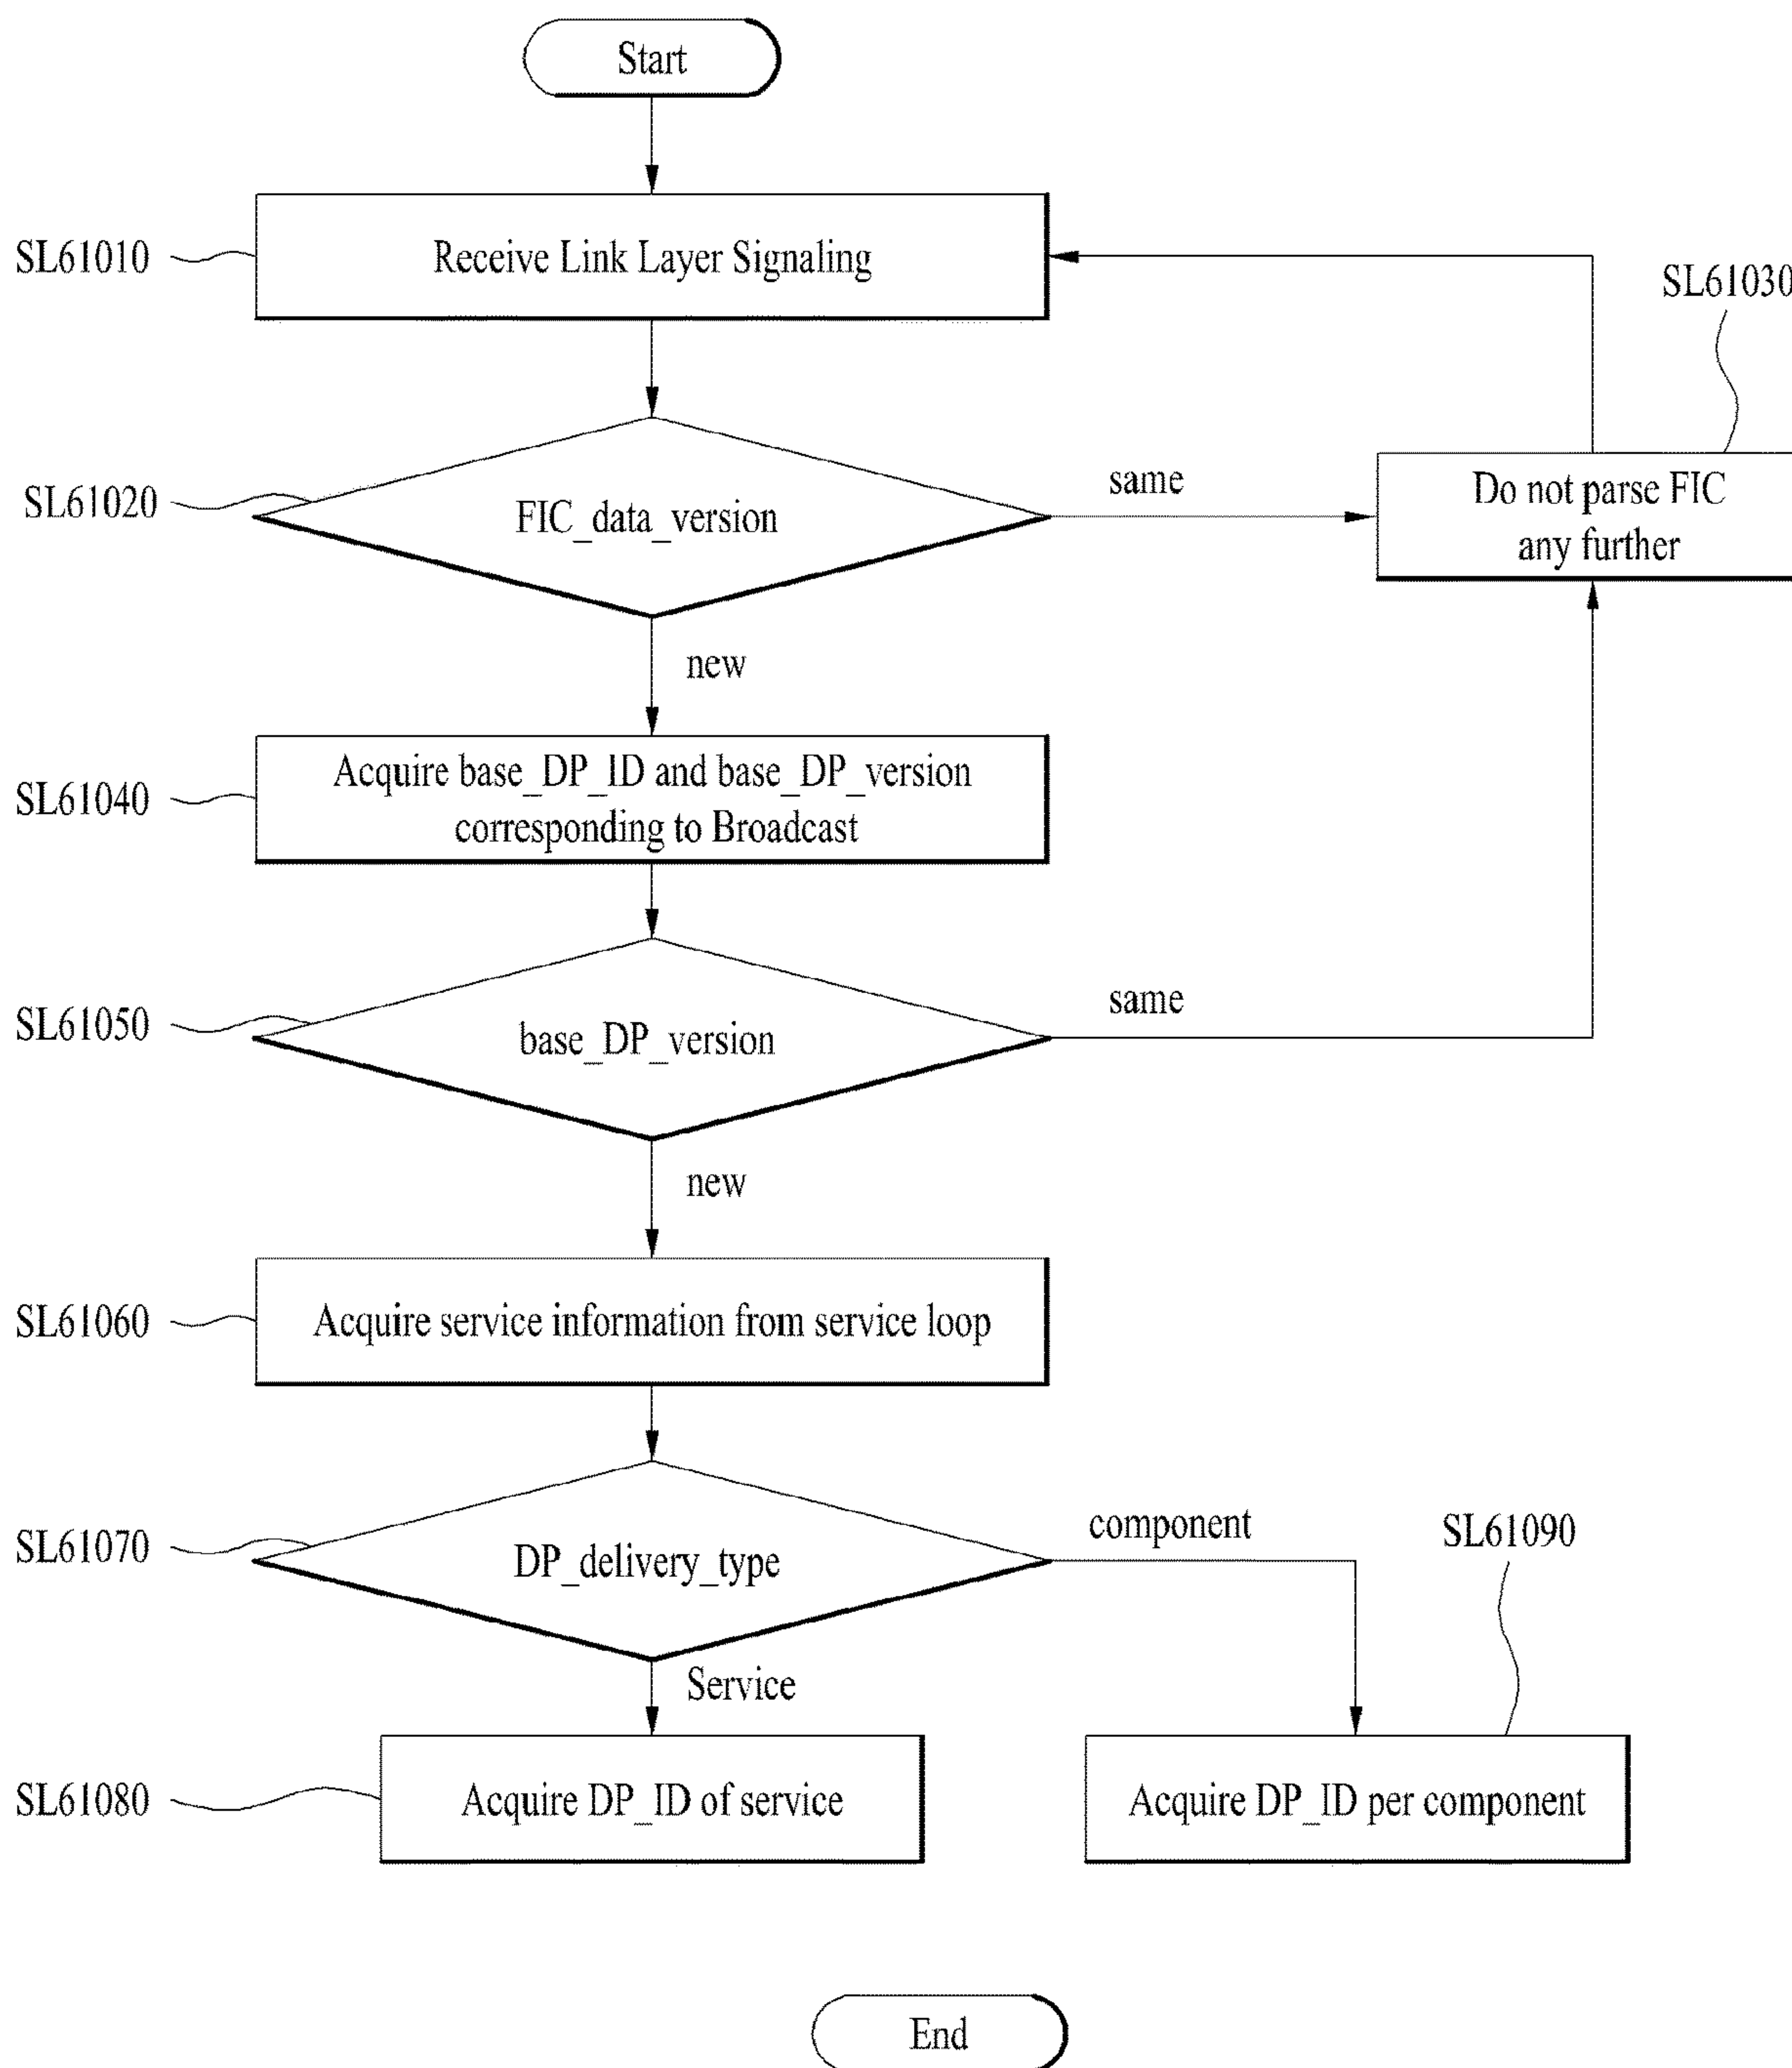 Start
SL61010
Receive Link Layer Signaling
SL61030
SL61020
FIC_data_version
same
Do not parse FIC
any further
new
SL61040
Acquire base_DP_ID and base_DP_version
corresponding to Broadcast
SL61050
base_DP_version
same
new
SL61060
Acquire service information from service loop
SL61070
DP_delivery_type
component
SL61090
Service
SL61080
Acquire DP_ID of service
Acquire DP_ID per component
End